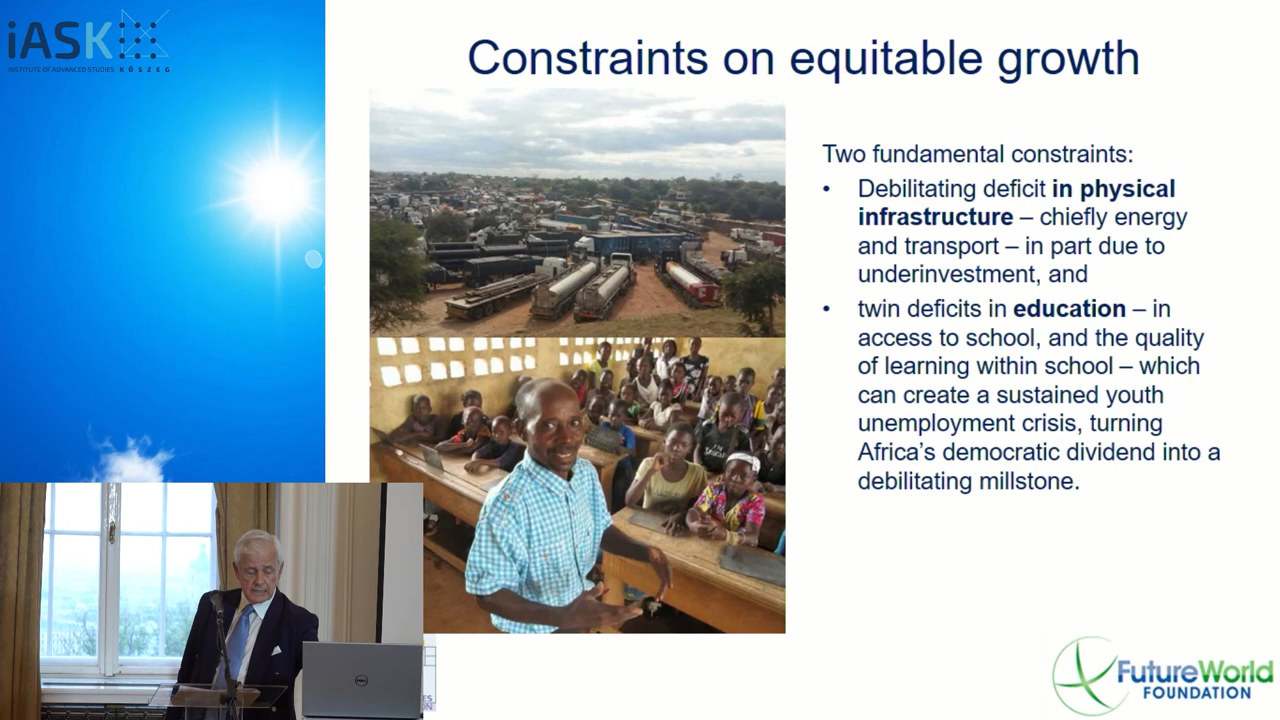 iASK
INSTITUTE OF ADVANCED STUDIES KŐSZEG
Constraints on equitable growth
Two fundamental constraints:
• Debilitating deficit in physical
infrastructure – chiefly energy
and transport – in part due to
underinvestment, and
• twin deficits in education – in
access to school, and the quality
of learning within school – which
can create a sustained youth
unemployment crisis, turning
Africa's democratic dividend into a
debilitating millstone.
DELL
FutureWorld
FOUNDATION